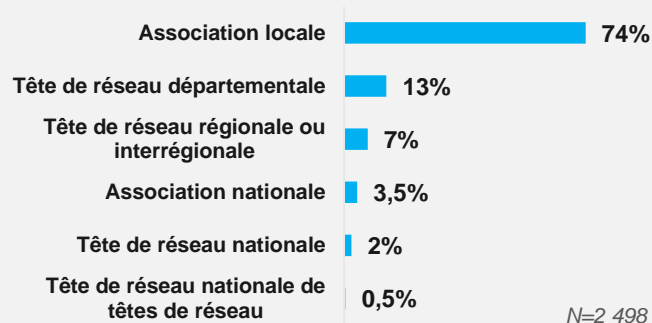 Association locale 74%
Tête de réseau départementale 13%
Tête de réseau régionale ou
interrégionale 7%
Association nationale 3,5%
Tête de réseau nationale 2%
Tête de réseau nationale de
têtes de réseau 0,5%
N=2 498